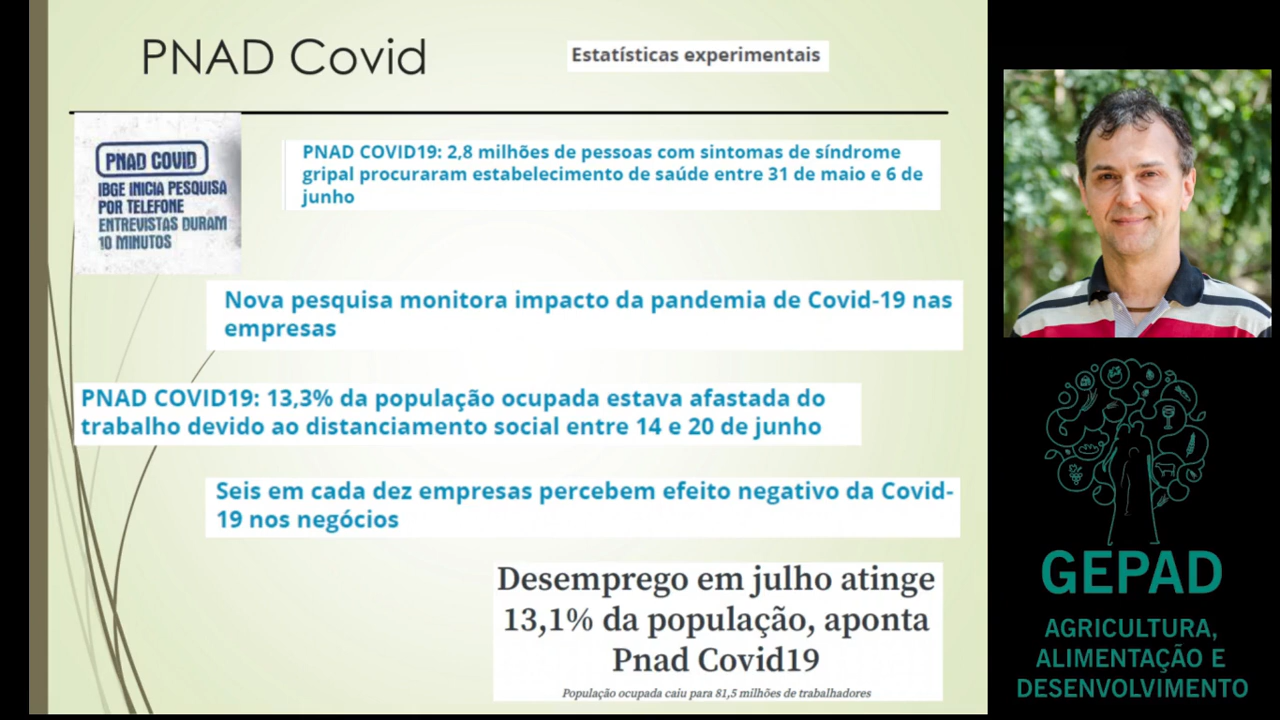 PNAD Covid
Estatísticas experimentais
PNAD COVID
IBGE INICIA PESQUISA
POR TELEFONE
ENTREVISTAS DURAM
10 MINUTOS
PNAD COVID19: 2,8 milhões de pessoas com sintomas de síndrome
gripal procuraram estabelecimento de saúde entre 31 de maio e 6 de
junho
Nova pesquisa monitora impacto da pandemia de Covid-19 nas
empresas
PNAD COVID19: 13,3% da população ocupada estava afastada do
trabalho devido ao distanciamento social entre 14 e 20 de junho
Seis em cada dez empresas percebem efeito negativo da Covid-
19 nos negócios
Desemprego em julho atinge
13,1% da população, aponta
Pnad Covid19
População ocupada caiu para 81,5 milhões de trabalhadores
GEPAD
AGRICULTURA,
ALIMENTAÇÃO E
DESENVOLVIMENTO